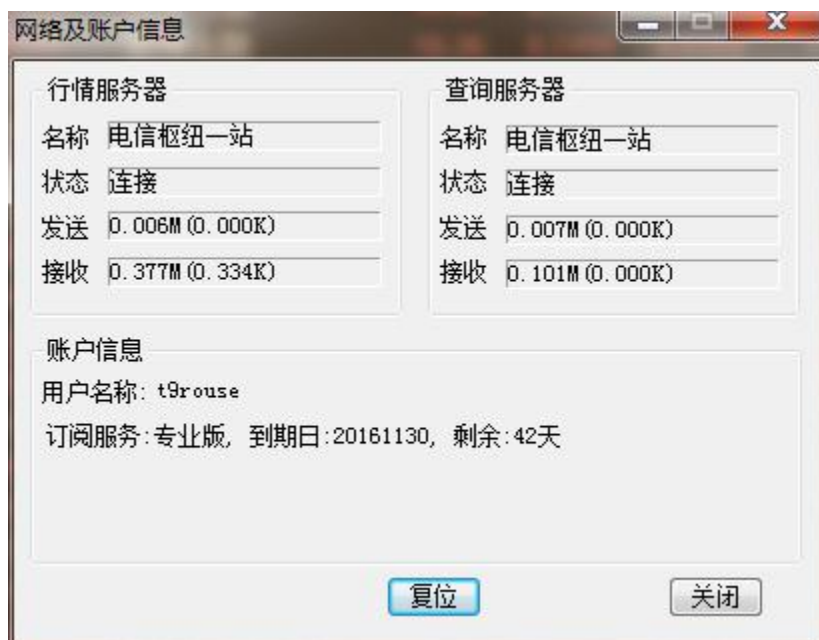 网络及账户信息
行情服务器
名称 电信枢纽一站
状态 连接
发送 0.006M(0.000K)
接收 0.377M(0.334K)
查询服务器
名称 电信枢纽一站
状态 连接
发送 0.007M(0.000K)
接收 0.101M(0.000K)
账户信息
用户名称: t9rouse
订阅服务:专业版, 到期日:20161130, 剩余:42天
复位
关闭